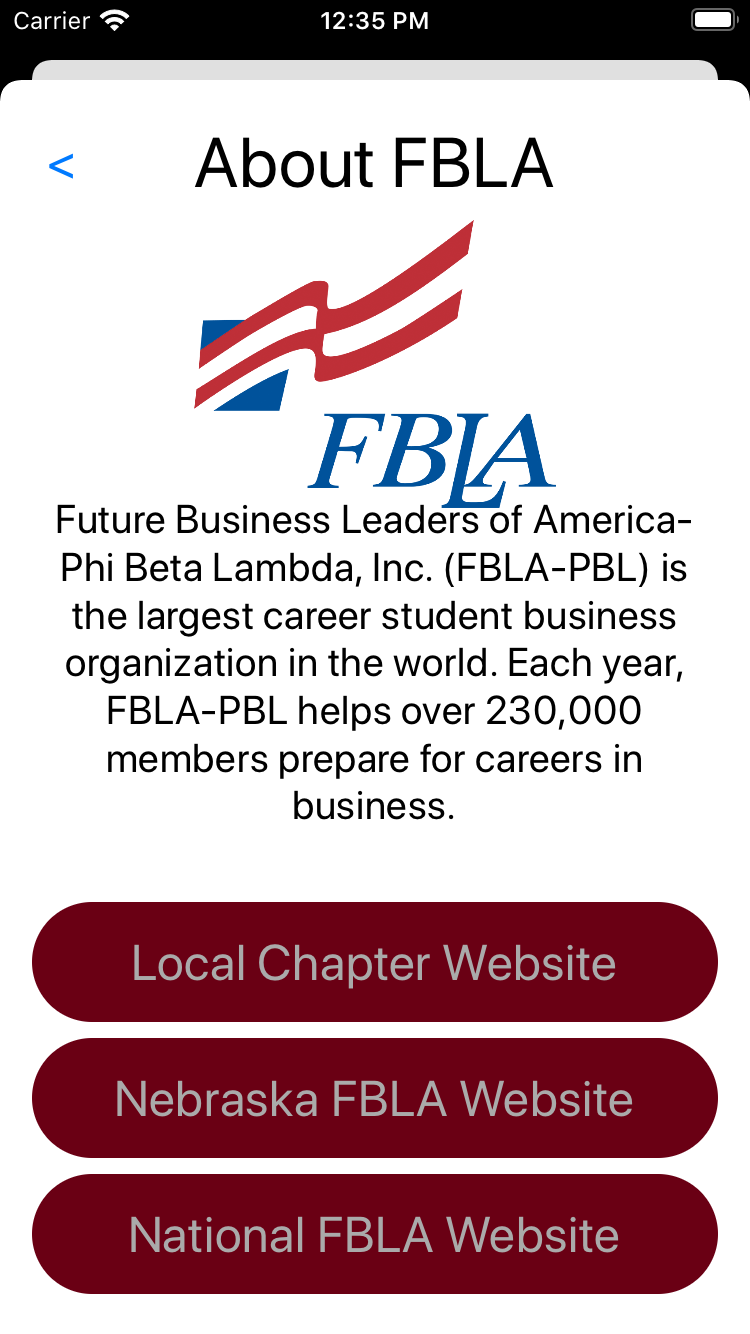 Carrier 12:35 PM
< About FBLA
FBLA
Future Business Leaders of America-
Phi Beta Lambda, Inc. (FBLA-PBL) is
the largest career student business
organization in the world. Each year,
FBLA-PBL helps over 230,000
members prepare for careers in
business.
Local Chapter Website
Nebraska FBLA Website
National FBLA Website